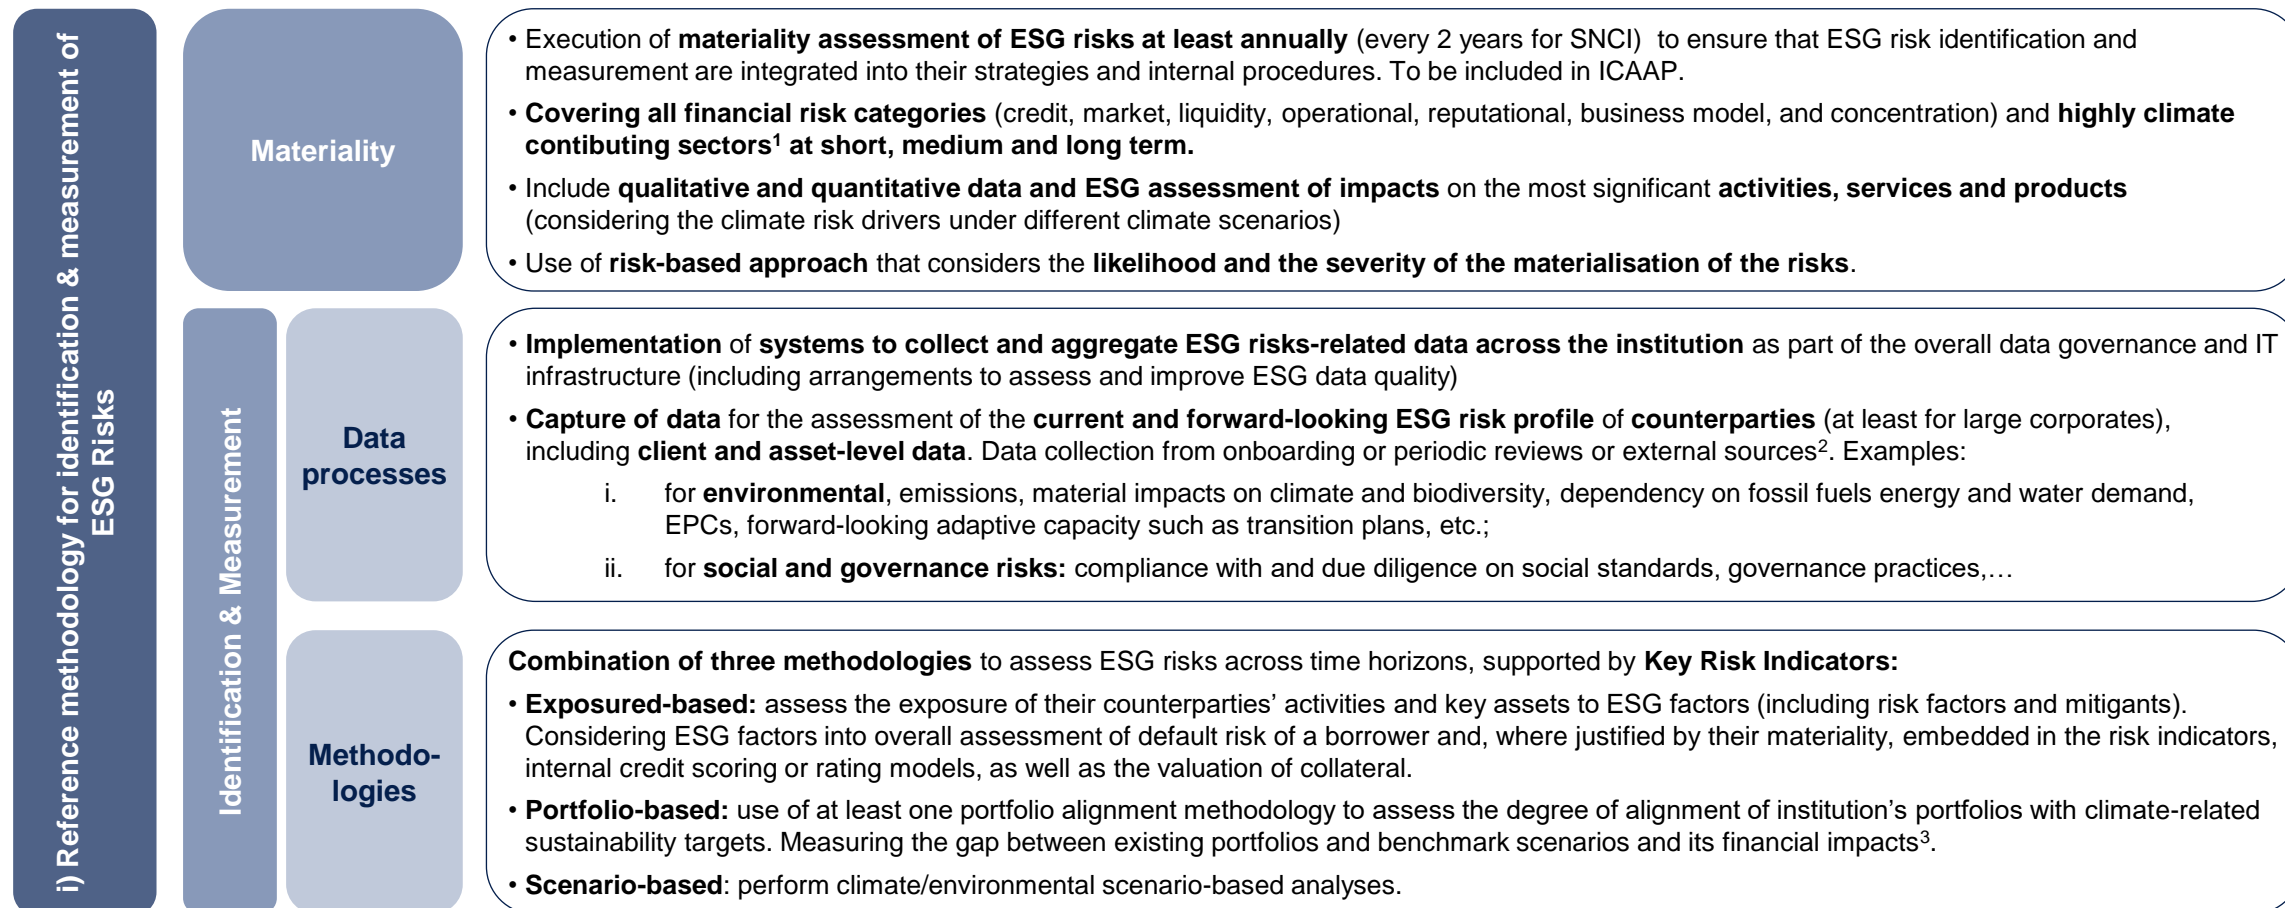 i) Reference methodology for identification & measurement of
ESG Risks
Materiality
• Execution of materiality assessment of ESG risks at least annually (every 2 years for SNCI)  to ensure that ESG risk identification and
measurement are integrated into their strategies and internal procedures. To be included in ICAAP.
• Covering all financial risk categories (credit, market, liquidity, operational, reputational, business model, and concentration) and highly climate
contibuting sectors¹ at short, medium and long term.
• Include qualitative and quantitative data and ESG assessment of impacts on the most significant activities, services and products
(considering the climate risk drivers under different climate scenarios)
• Use of risk-based approach that considers the likelihood and the severity of the materialisation of the risks.
Identification & Measurement
Data
processes
• Implementation of systems to collect and aggregate ESG risks-related data across the institution as part of the overall data governance and IT
infrastructure (including arrangements to assess and improve ESG data quality)
• Capture of data for the assessment of the current and forward-looking ESG risk profile of counterparties (at least for large corporates),
including client and asset-level data. Data collection from onboarding or periodic reviews or external sources². Examples:
i. for environmental, emissions, material impacts on climate and biodiversity, dependency on fossil fuels energy and water demand,
EPCs, forward-looking adaptive capacity such as transition plans, etc.;
ii. for social and governance risks: compliance with and due diligence on social standards, governance practices,…
Methodo-
logies
Combination of three methodologies to assess ESG risks across time horizons, supported by Key Risk Indicators:
• Exposured-based: assess the exposure of their counterparties’ activities and key assets to ESG factors (including risk factors and mitigants).
Considering ESG factors into overall assessment of default risk of a borrower and, where justified by their materiality, embedded in the risk indicators,
internal credit scoring or rating models, as well as the valuation of collateral.
• Portfolio-based: use of at least one portfolio alignment methodology to assess the degree of alignment of institution’s portfolios with climate-related
sustainability targets. Measuring the gap between existing portfolios and benchmark scenarios and its financial impacts³.
• Scenario-based: perform climate/environmental scenario-based analyses.